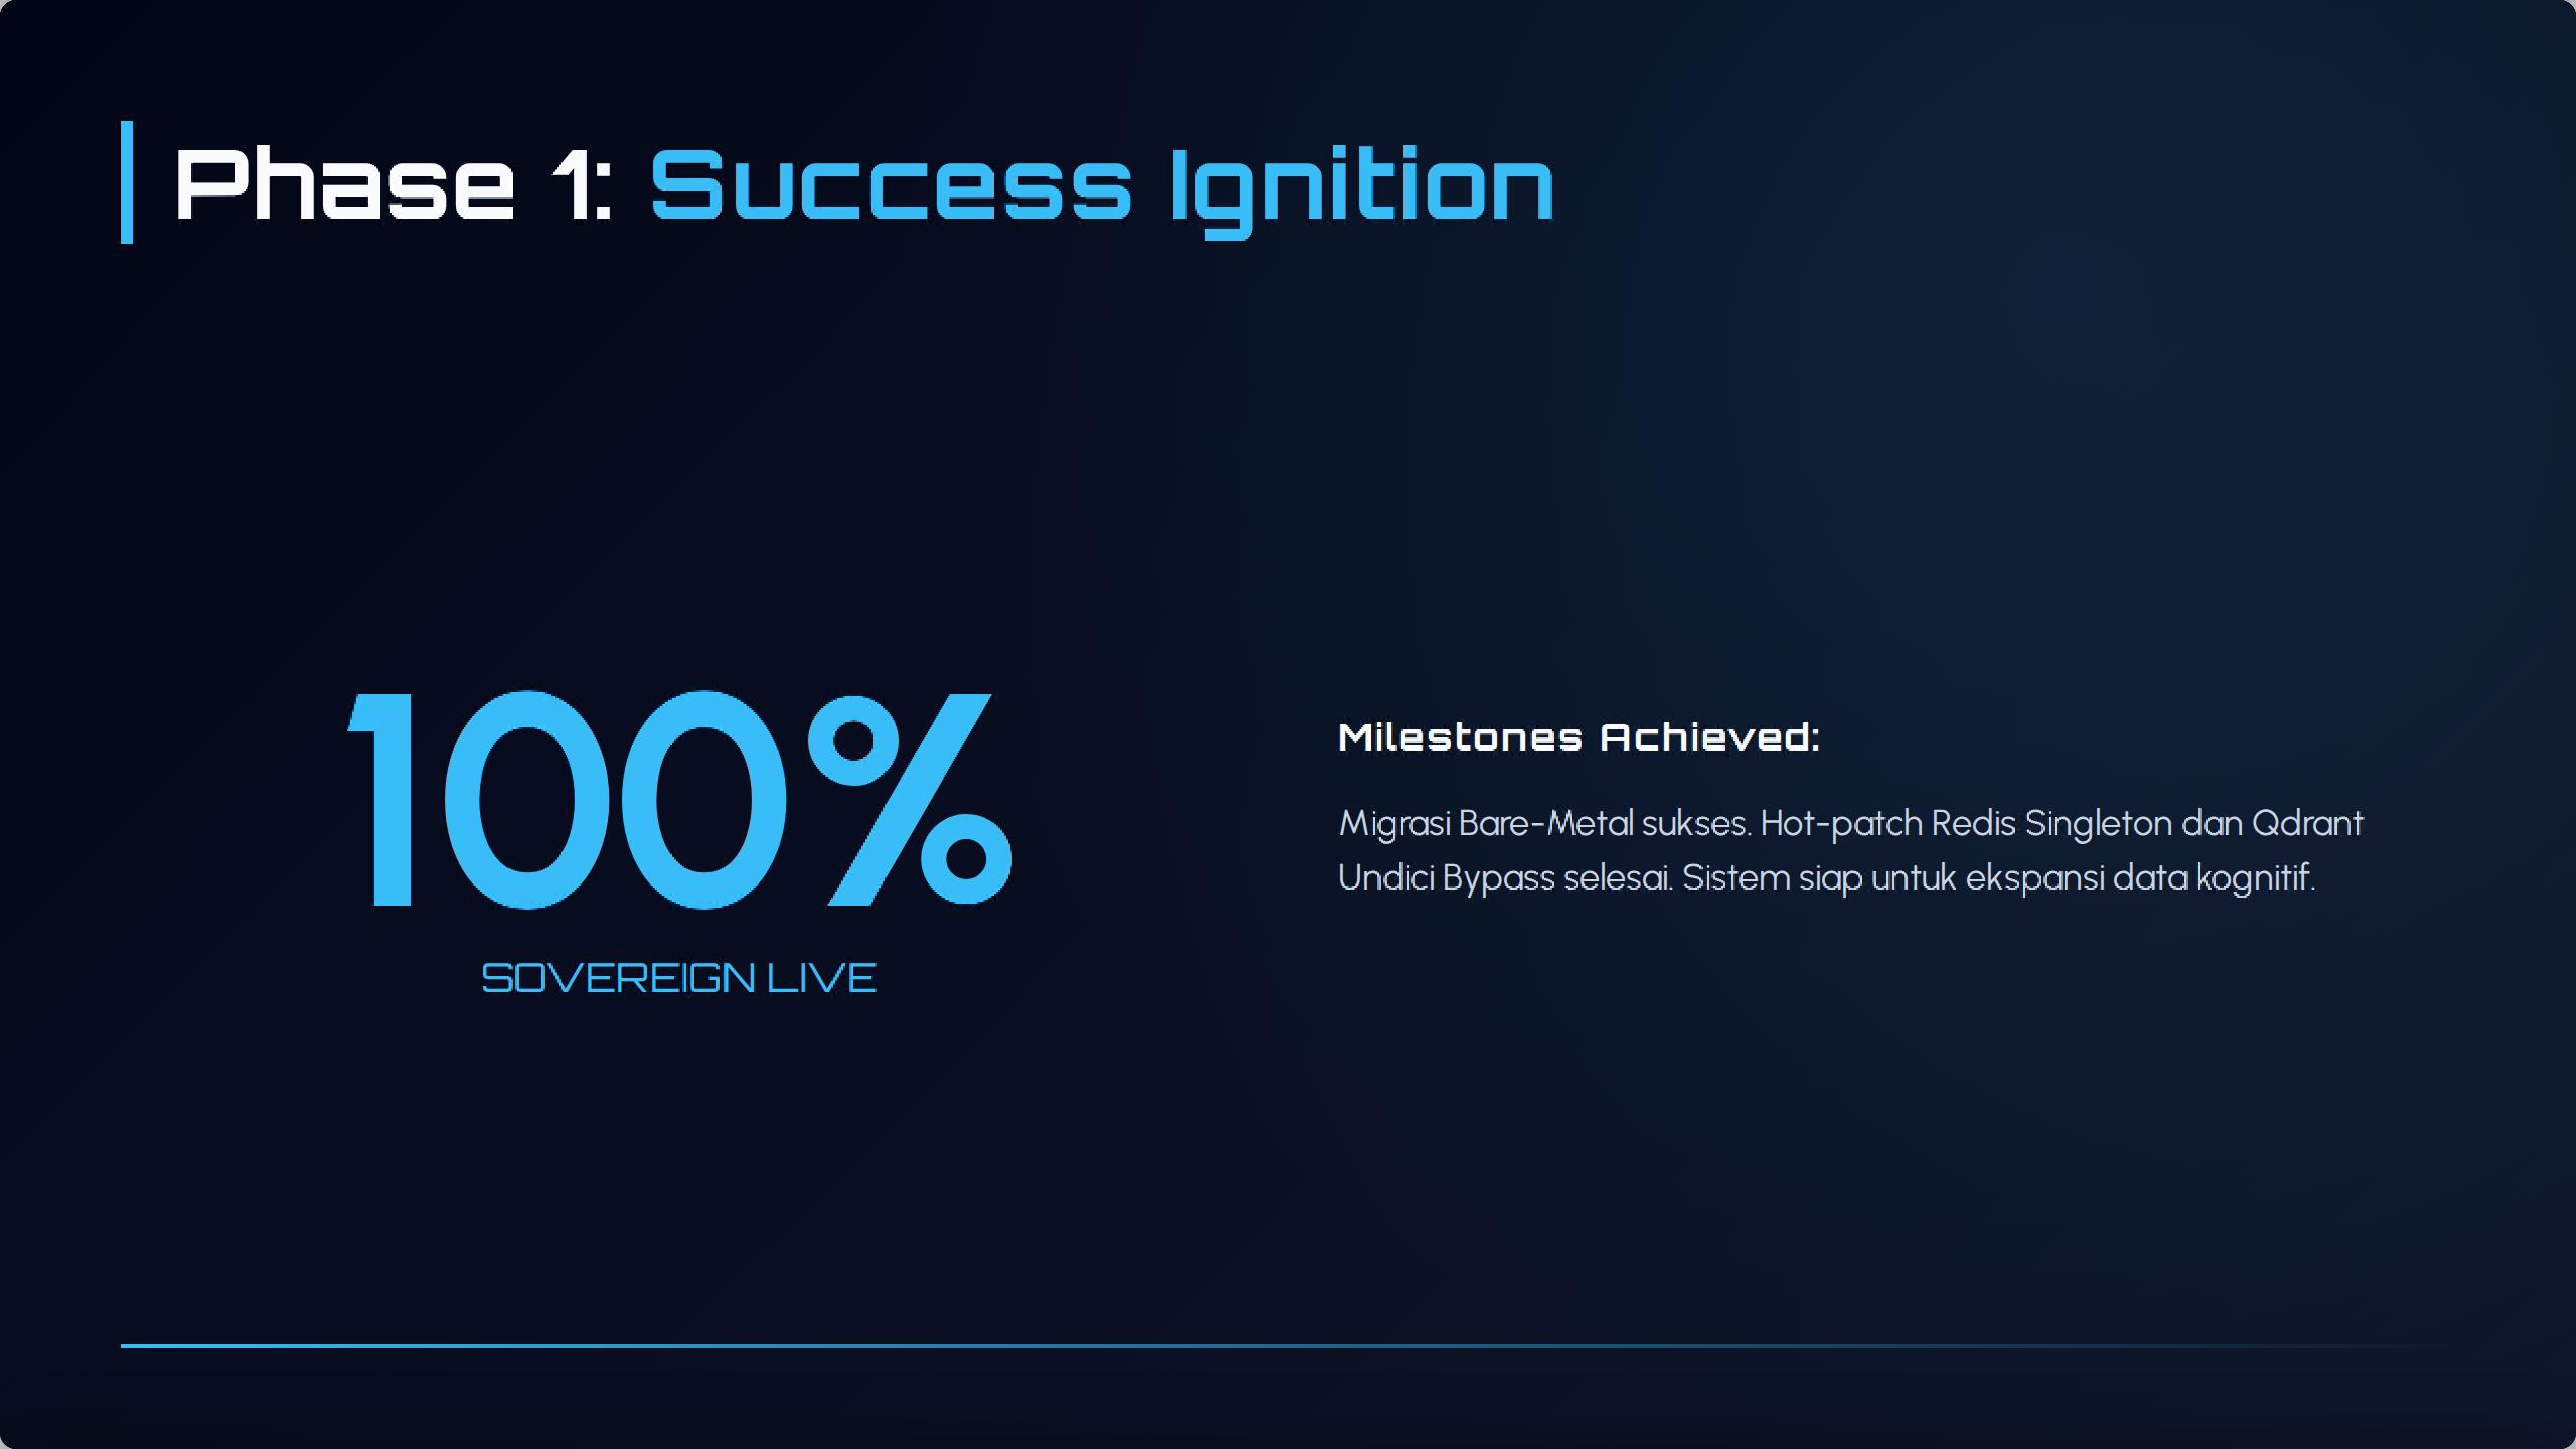 Phase 1: Success Ignition
100%
SOVEREIGN LIVE
Milestones Achieved:
Migrasi Bare-Metal sukses. Hot-patch Redis Singleton dan Qdrant
Undici Bypass selesai. Sistem siap untuk ekspansi data kognitif.